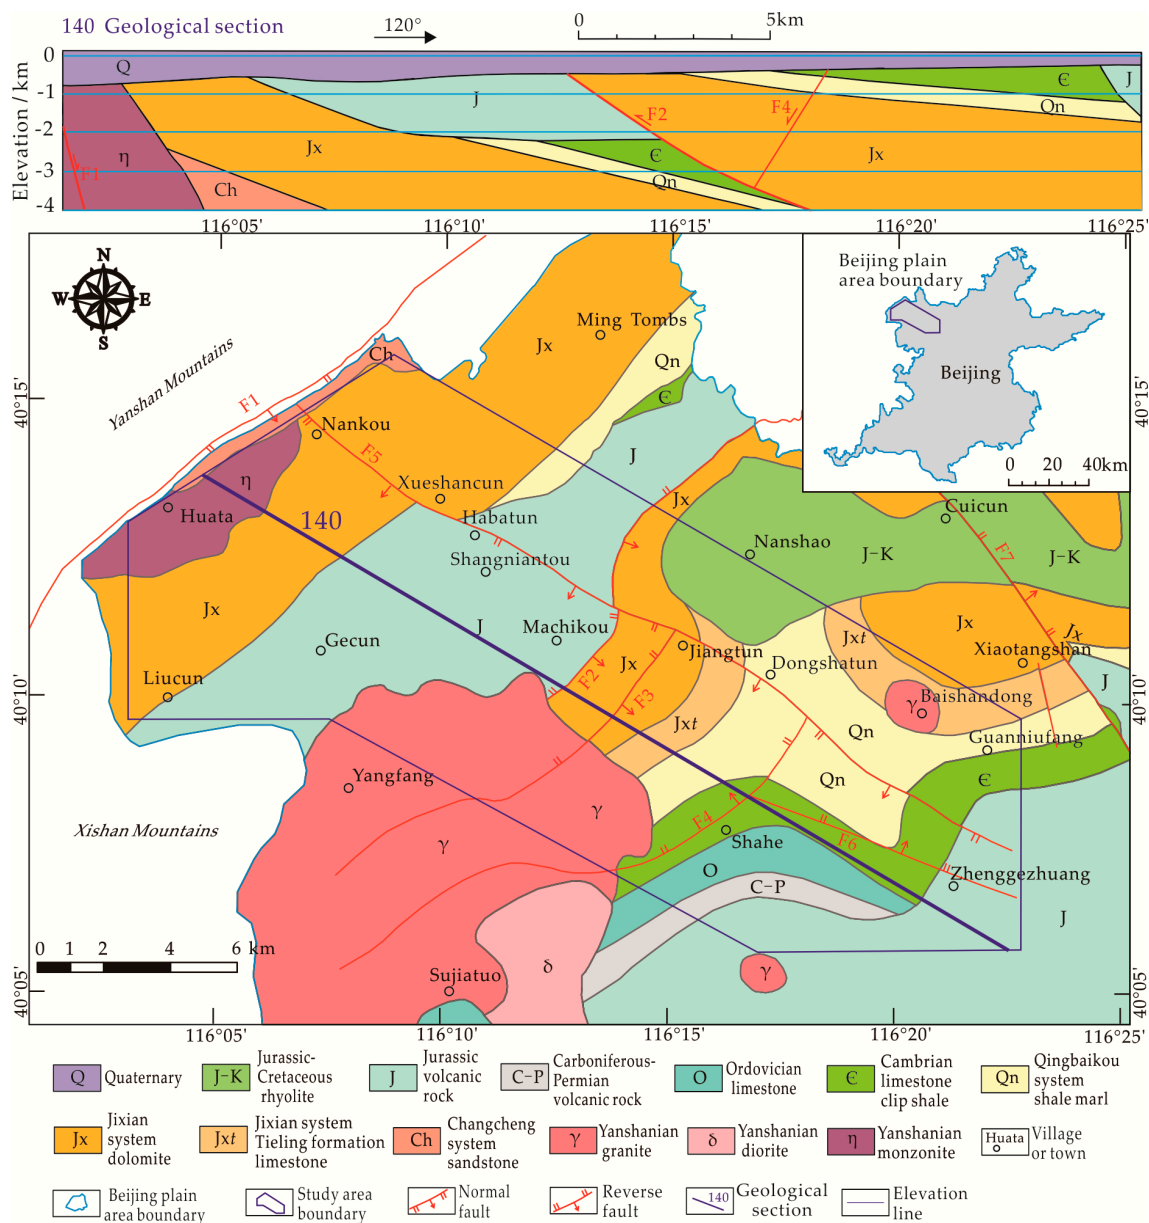 140 Geological section
120°
0 5km
Elevation / km
0
-1
-2
-3
-4
Q
J
Є
J
Qn
F2
F4
Jx
η
Є
Jx
F1
Ch
Qn
116°05'
116°10'
116°15'
116°20'
116°25'
N
W E
S
Beijing plain
area boundary
Beijing
0 20 40km
Yanshan Mountains
Ming Tombs
Jx
Ch
Qn
Є
40°15'
40°15'
F1
Nankou
F5
J
η
Xueshancun
Jx
Huata
140
Habatun
Cuicun
Nanshao
J-K
F7
J-K
Shangniantou
Jx
J
Machikou
Jxt
Jx
Jx
Gecun
Jx
Jiangtun
Xiaotangshan
Dongshatun
Liucun
F2
F3
γ
Baishandong
J
40°10'
40°10'
Jxt
Qn
Guanniufang
Yangfang
Qn
Є
γ
Xishan Mountains
γ
F4
Shahe
F6
O
Zhenggezhuang
C-P
J
0 1 2 4 6 km
δ
Sujiatuo
γ
40°05'
40°05'
116°05'
116°10'
116°15'
116°20'
116°25'
Q Quaternary
J-K Jurassic-
Cretaceous
rhyolite
J Jurassic
volcanic
rock
C-P Carboniferous-
Permian
volcanic rock
O Ordovician
limestone
Є Cambrian
limestone
clip shale
Qn Qingbaikou
system
shale marl
Jx Jixian
system
dolomite
Jxt Jixian system
Tieling formation
limestone
Ch Changcheng
system
sandstone
γ Yanshanian
granite
δ Yanshanian
diorite
η Yanshanian
monzonite
Huata Village
or town
Beijing plain
area boundary
Study area
boundary
Normal
fault
Reverse
fault
140 Geological
section
Elevation
line